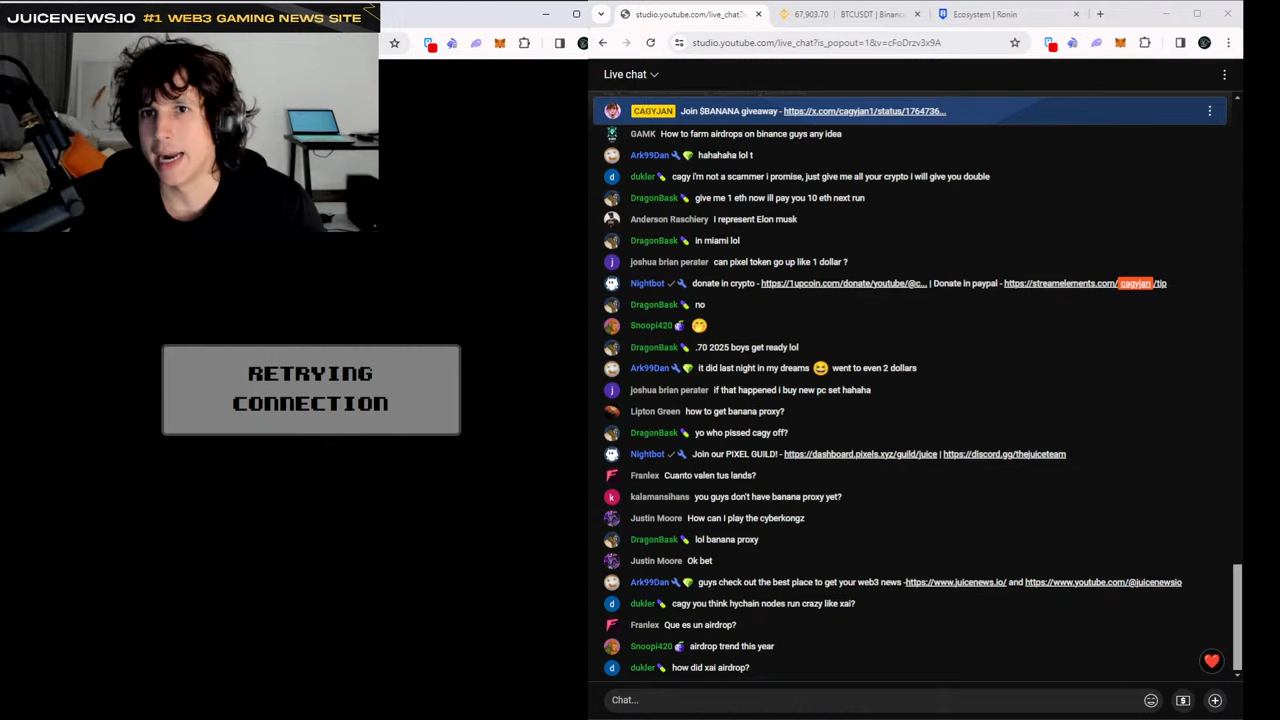 JUICENEWS.IO #1 WEB3 GAMING NEWS SITE
studio.youtube.com/live_chat?i
67,903.70 | BTCUSDT | Binanc
Ecosystem | Ronin
studio.youtube.com/live_chat?is_popout=1&v=cFoDrzv3x9A
Live chat
CAGYJAN Join $BANANA giveaway - https://x.com/cagyjan1/status/1764736...
GAMK How to farm airdrops on binance guys any idea
Ark99Dan hahahaha lol t
dukler cagy i'm not a scammer i promise, just give me all your crypto i will give you double
DragonBask give me 1 eth now ill pay you 10 eth next run
Anderson Raschiery I represent Elon musk
DragonBask in miami lol
joshua brian perater can pixel token go up like 1 dollar ?
Nightbot donate in crypto - https://1upcoin.com/donate/youtube/@c... | Donate in paypal - https://streamelements.com/cagyjan/tip
DragonBask no
Snoopi420 🤭
DragonBask .70 2025 boys get ready lol
Ark99Dan it did last night in my dreams 😆 went to even 2 dollars
joshua brian perater if that happened i buy new pc set hahaha
Lipton Green how to get banana proxy?
DragonBask yo who pissed cagy off?
Nightbot Join our PIXEL GUILD! - https://dashboard.pixels.xyz/guild/juice | https://discord.gg/thejuiceteam
Franlex Cuanto valen tus lands?
kalamansihans you guys don't have banana proxy yet?
Justin Moore How can I play the cyberkongz
DragonBask lol banana proxy
Justin Moore Ok bet
Ark99Dan guys check out the best place to get your web3 news -https://www.juicenews.io/ and https://www.youtube.com/@juicenewsio
dukler cagy you think hychain nodes run crazy like xai?
Franlex Que es un airdrop?
Snoopi420 airdrop trend this year
dukler how did xai airdrop?
Chat...
RETRYING
CONNECTION